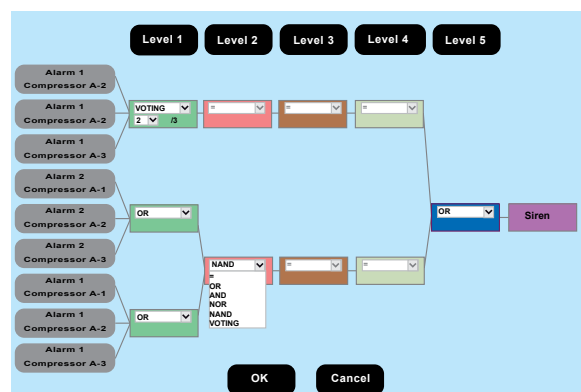 Level 1 Level 2 Level 3 Level 4 Level 5
Alarm 1
Compressor A-2
Alarm 1
Compressor A-2
VOTING = = =
2 /3
Alarm 1
Compressor A-3
Alarm 2
Compressor A-1
Alarm 2
Compressor A-2
OR
OR
Siren
Alarm 2
Compressor A-3
NAND = =
=
OR
AND
NOR
NAND
VOTING
Alarm 1
Compressor A-1
Alarm 1
Compressor A-2
OR
Alarm 1
Compressor A-3
OK Cancel